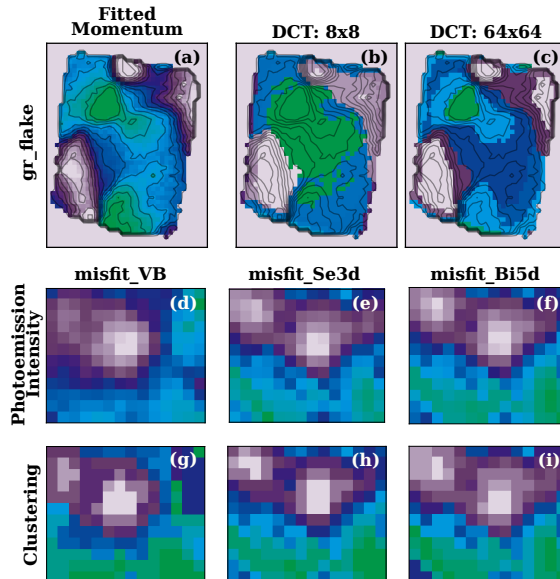 Fitted
Momentum
DCT: 8x8
DCT: 64x64
(a)
(b)
(c)
gr_flake
misfit_VB
misfit_Se3d
misfit_Bi5d
(d)
(e)
(f)
Photoemission
Intensity
(g)
(h)
(i)
Clustering